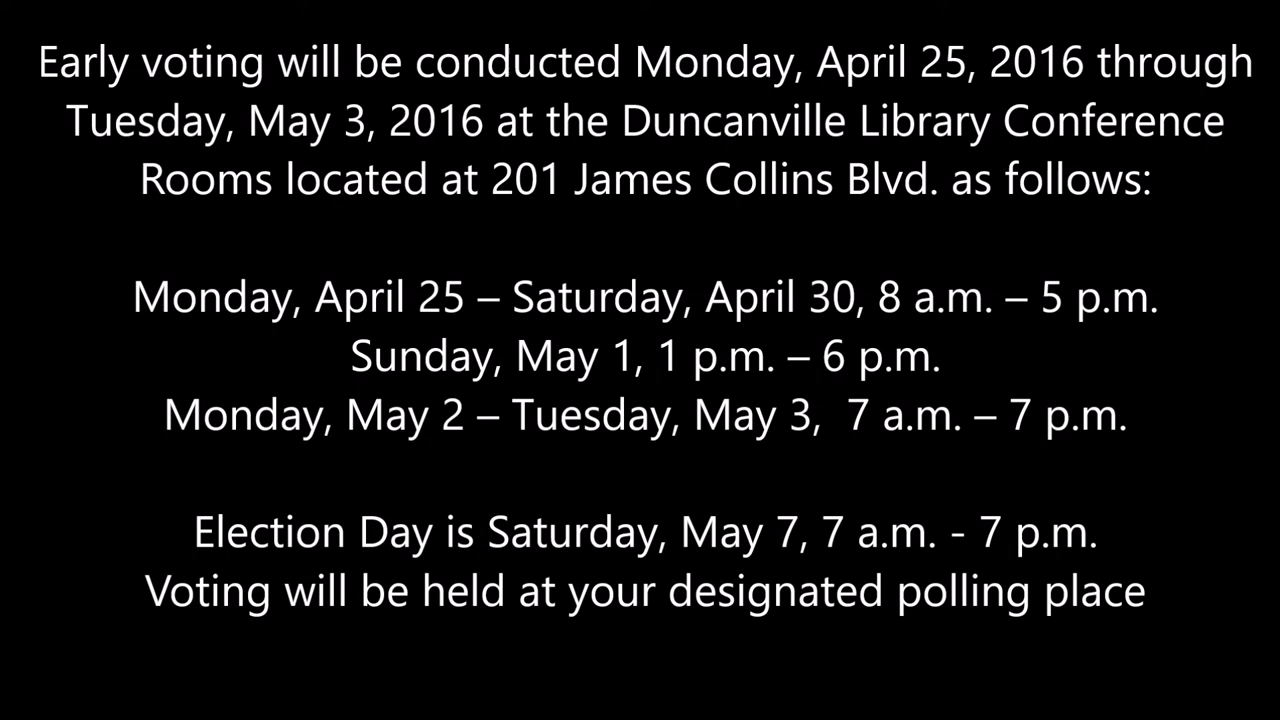 Early voting will be conducted Monday, April 25, 2016 through
Tuesday, May 3, 2016 at the Duncanville Library Conference
Rooms located at 201 James Collins Blvd. as follows:
Monday, April 25 – Saturday, April 30, 8 a.m. – 5 p.m.
Sunday, May 1, 1 p.m. – 6 p.m.
Monday, May 2 – Tuesday, May 3,  7 a.m. – 7 p.m.
Election Day is Saturday, May 7, 7 a.m. - 7 p.m.
Voting will be held at your designated polling place